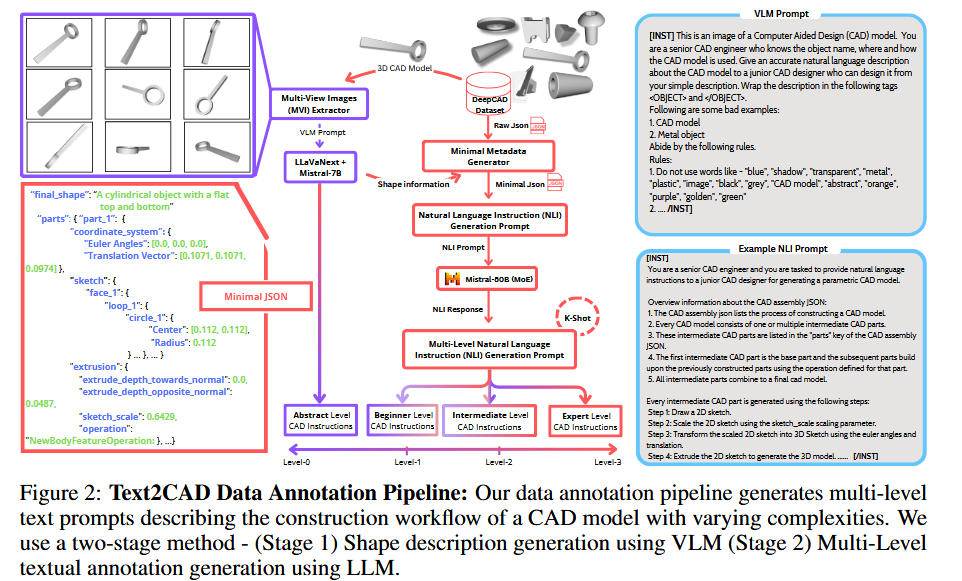 3D CAD Model
Multi-View Images
(MVI) Extractor
VLM Prompt
LLaVaNext +
Mistral-7B
Shape information
DeepCAD
Dataset
Raw Json
JSON
Minimal Metadata
Generator
Minimal Json
JSON
Natural Language Instruction (NLI)
Generation Prompt
NLI Prompt
Mistral-80B (MoE)
NLI Response
K-Shot
Multi-Level Natural Language
Instruction (NLI) Generation Prompt
Abstract Level
CAD Instructions
Beginner Level
CAD Instructions
Intermediate Level
CAD Instructions
Expert Level
CAD Instructions
Level-0
Level-1
Level-2
Level-3
"final_shape": "A cylindrical object with a flat
top and bottom"
"parts": { "part_1": {
"coordinate_system": {
"Euler Angles": [0.0, 0.0, 0.0],
"Translation Vector": [0.1071, 0.1071,
0.0974] },
"sketch": {
"face_1": {
"loop_1": {
"circle_1": {
"Center": [0.112, 0.112],
"Radius": 0.112
} ... }, ... }
"extrusion": {
"extrude_depth_towards_normal": 0.0,
"extrude_depth_opposite_normal":
0.0487,
"sketch_scale": 0.6429,
"operation":
"NewBodyFeatureOperation: }, ...}
Minimal JSON
VLM Prompt
[INST] This is an image of a Computer Aided Design (CAD) model. You
are a senior CAD engineer who knows the object name, where and how
the CAD model is used. Give an accurate natural language description
about the CAD model to a junior CAD designer who can design it from
your simple description. Wrap the description in the following tags
<OBJECT> and </OBJECT>.
Following are some bad examples:
1. CAD model
2. Metal object
Abide by the following rules.
Rules:
1. Do not use words like - "blue", "shadow", "transparent", "metal",
"plastic", "image", "black", "grey", "CAD model", "abstract", "orange",
"purple", "golden", "green"
2. .... /INST]
Example NLI Prompt
[INST]
You are a senior CAD engineer and you are tasked to provide natural language
instructions to a junior CAD designer for generating a parametric CAD model.
Overview information about the CAD assembly JSON:
1. The CAD assembly json lists the process of constructing a CAD model.
2. Every CAD model consists of one or multiple intermediate CAD parts.
3. These intermediate CAD parts are listed in the "parts" key of the CAD assembly
JSON.
4. The first intermediate CAD part is the base part and the subsequent parts build
upon the previously constructed parts using the operation defined for that part.
5. All intermediate parts combine to a final cad model.
Every intermediate CAD part is generated using the following steps:
Step 1: Draw a 2D sketch.
Step 2: Scale the 2D sketch using the sketch_scale scaling parameter.
Step 3: Transform the scaled 2D sketch into 3D Sketch using the euler angles and
translation.
Step 4: Extrude the 2D sketch to generate the 3D model. ...... [/INST]
Figure 2: Text2CAD Data Annotation Pipeline: Our data annotation pipeline generates multi-level
text prompts describing the construction workflow of a CAD model with varying complexities. We
use a two-stage method - (Stage 1) Shape description generation using VLM (Stage 2) Multi-Level
textual annotation generation using LLM.